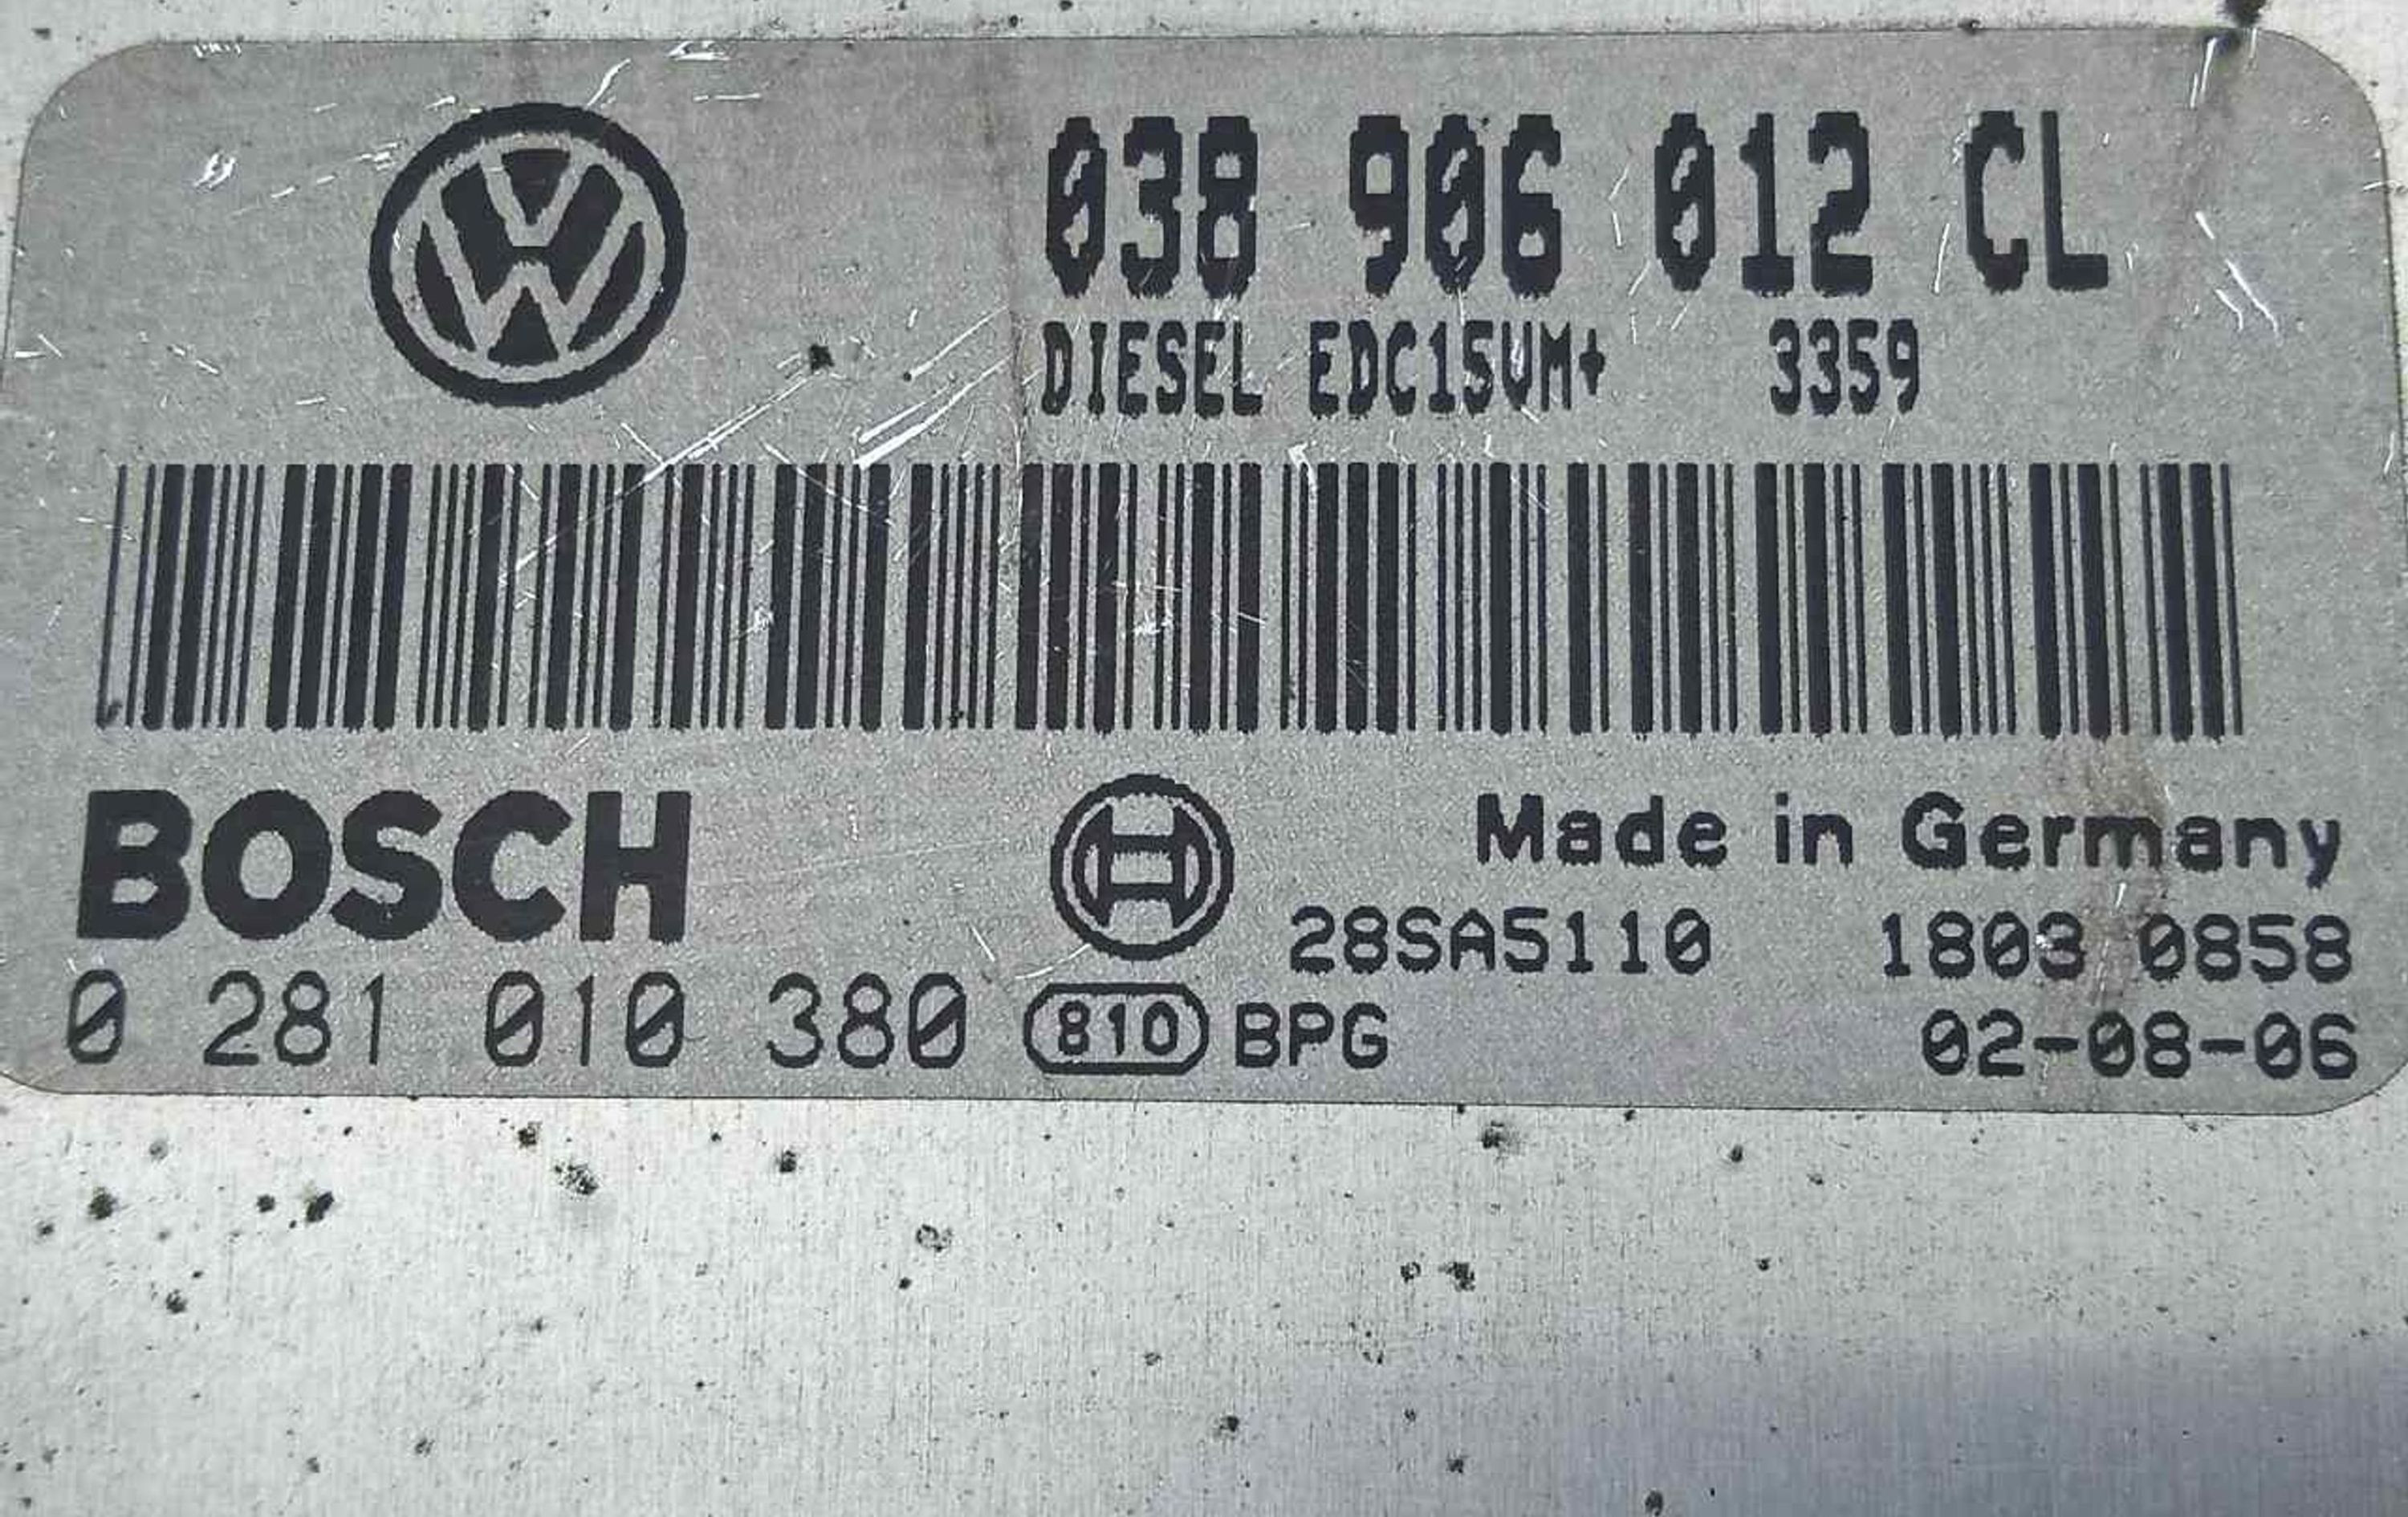 038 906 012 CL
DIESEL EDC15VM+ 3359
BOSCH
Made in Germany
28SA5110 1803 0858
0 281 010 380 810 BPG 02-08-06